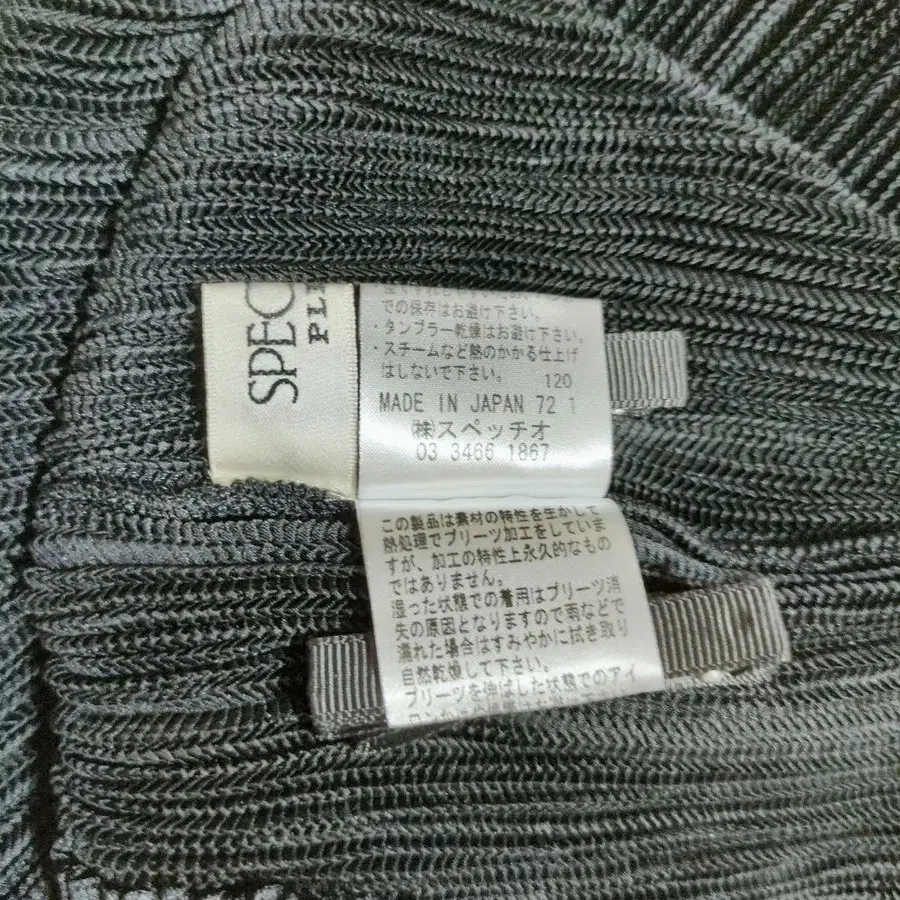 SPEC
PLE
での保存はお避け下さい。
・タンブラー乾燥はお避け下さい。
・スチームなど熱のかかる仕上げ
はしないで下さい。 120
MADE IN JAPAN 72 1
㈱スペッチオ
03 3466 1867
この製品は素材の特性を生かして
熱処理でプリーツ加工をしていま
すが、加工の特性上永久的なもの
ではありません。
湿った状態での着用はプリーツ消
失の原因となりますので雨などで
濡れた場合はすみやかに拭き取り
自然乾燥して下さい。
プリーツを伸ばした状態でのアイ